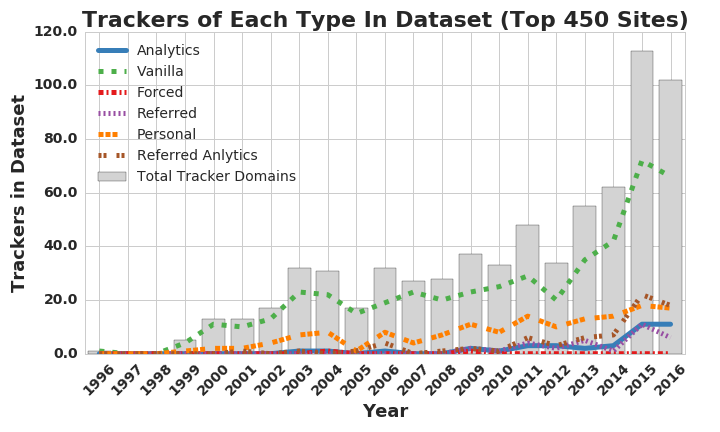 Trackers of Each Type In Dataset (Top 450 Sites)
120.0
100.0
80.0
60.0
40.0
20.0
0.0
Trackers in Dataset
Analytics
Vanilla
Forced
Referred
Personal
Referred Anlytics
Total Tracker Domains
1996
1997
1998
1999
2000
2001
2002
2003
2004
2005
2006
2007
2008
2009
2010
2011
2012
2013
2014
2015
2016
Year